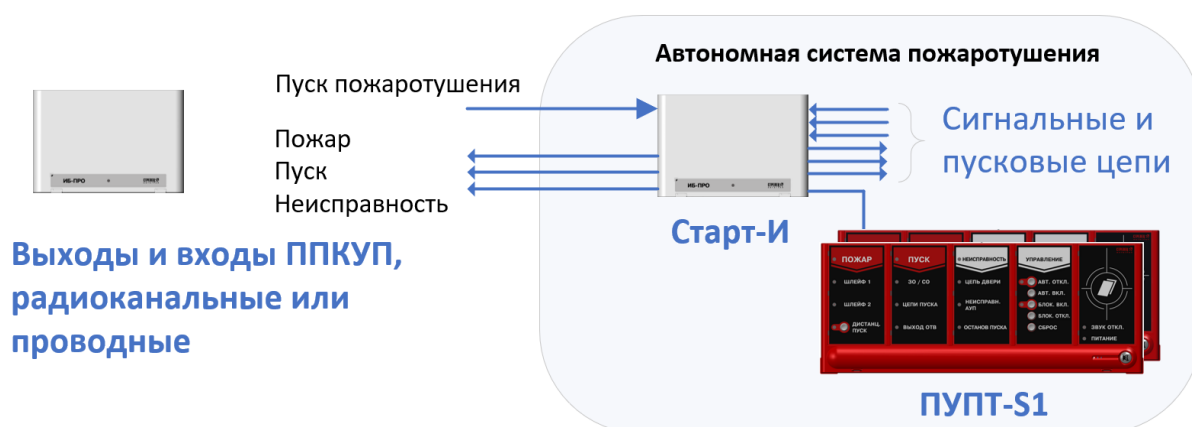 Автономная система пожаротушения
Пуск пожаротушения
Пожар
Пуск
Неисправность
ИБ-ПРО
Выходы и входы ППКУП,
радиоканальные или
проводные
ИБ-ПРО
Старт-И
Сигнальные и
пусковые цепи
ПОЖАР
ШЛЕЙФ 1
ШЛЕЙФ 2
ДИСТАНЦ.
ПУСК
ПУСК
ЗО / СО
ЦЕПИ ПУСКА
ВЫХОД ОТВ
НЕИСПРАВНОСТЬ
ЦЕПЬ ДВЕРИ
НЕИСПРАВН.
АУП
ОСТАНОВ ПУСКА
УПРАВЛЕНИЕ
АВТ. ОТКЛ.
АВТ. ВКЛ.
БЛОК. ВКЛ.
БЛОК. ОТКЛ.
СБРОС
ЗВУК ОТКЛ.
ПИТАНИЕ
ПУПТ-S1